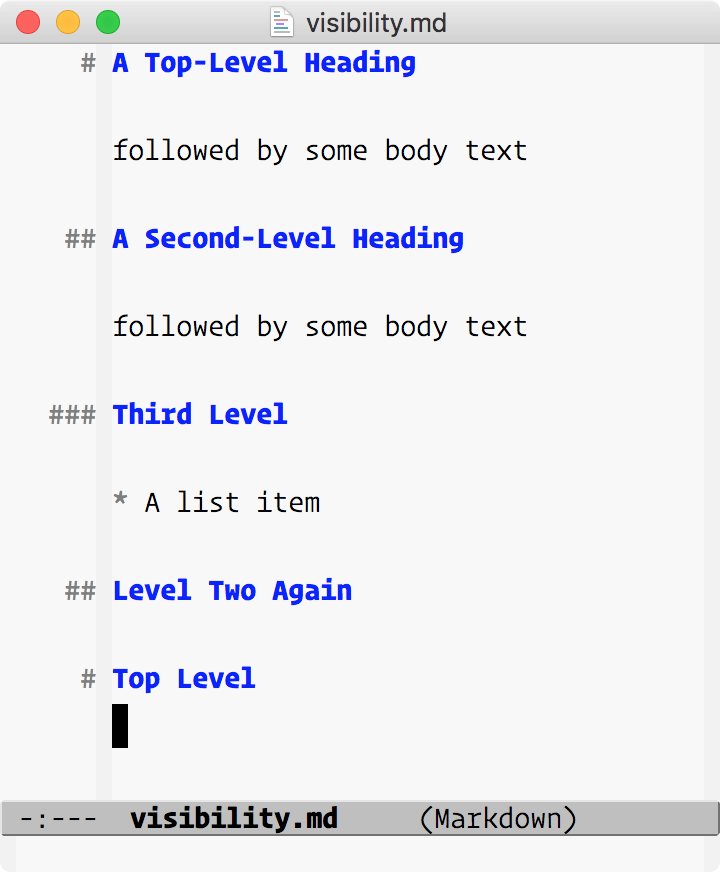 visibility.md
# A Top-Level Heading
followed by some body text
## A Second-Level Heading
followed by some body text
### Third Level
* A list item
## Level Two Again
# Top Level
-:--- visibility.md (Markdown)